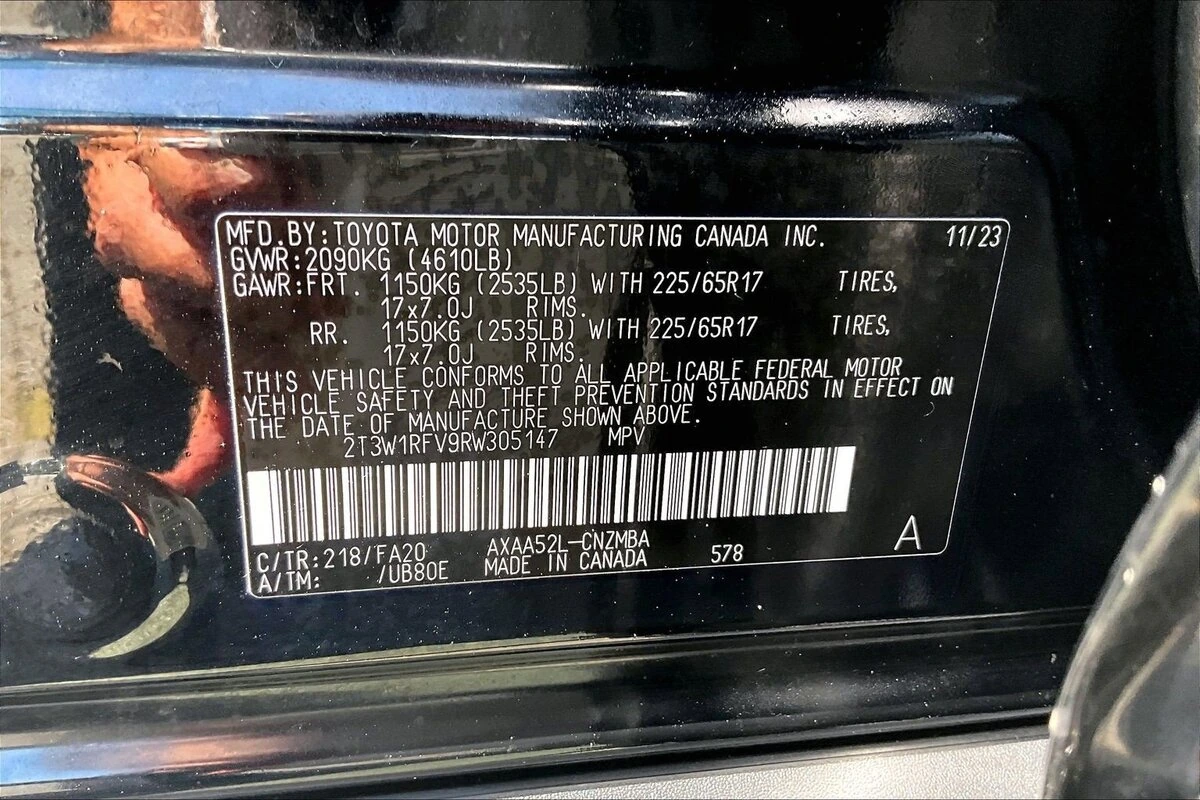 MFD.BY:TOYOTA MOTOR MANUFACTURING CANADA INC. 11/23
GVWR:2090KG (4610LB)
GAWR:FRT. 1150KG (2535LB) WITH 225/65R17 TIRES,
17x7.0J RIMS.
RR. 1150KG (2535LB) WITH 225/65R17 TIRES,
17x7.0J RIMS.
THIS VEHICLE CONFORMS TO ALL APPLICABLE FEDERAL MOTOR
VEHICLE SAFETY AND THEFT PREVENTION STANDARDS IN EFFECT ON
THE DATE OF MANUFACTURE SHOWN ABOVE.
2T3W1RFV9RW305147 MPV
C/TR:218/FA20 AXAA52L-CNZMBA 578 A
A/TM: /UB80E MADE IN CANADA